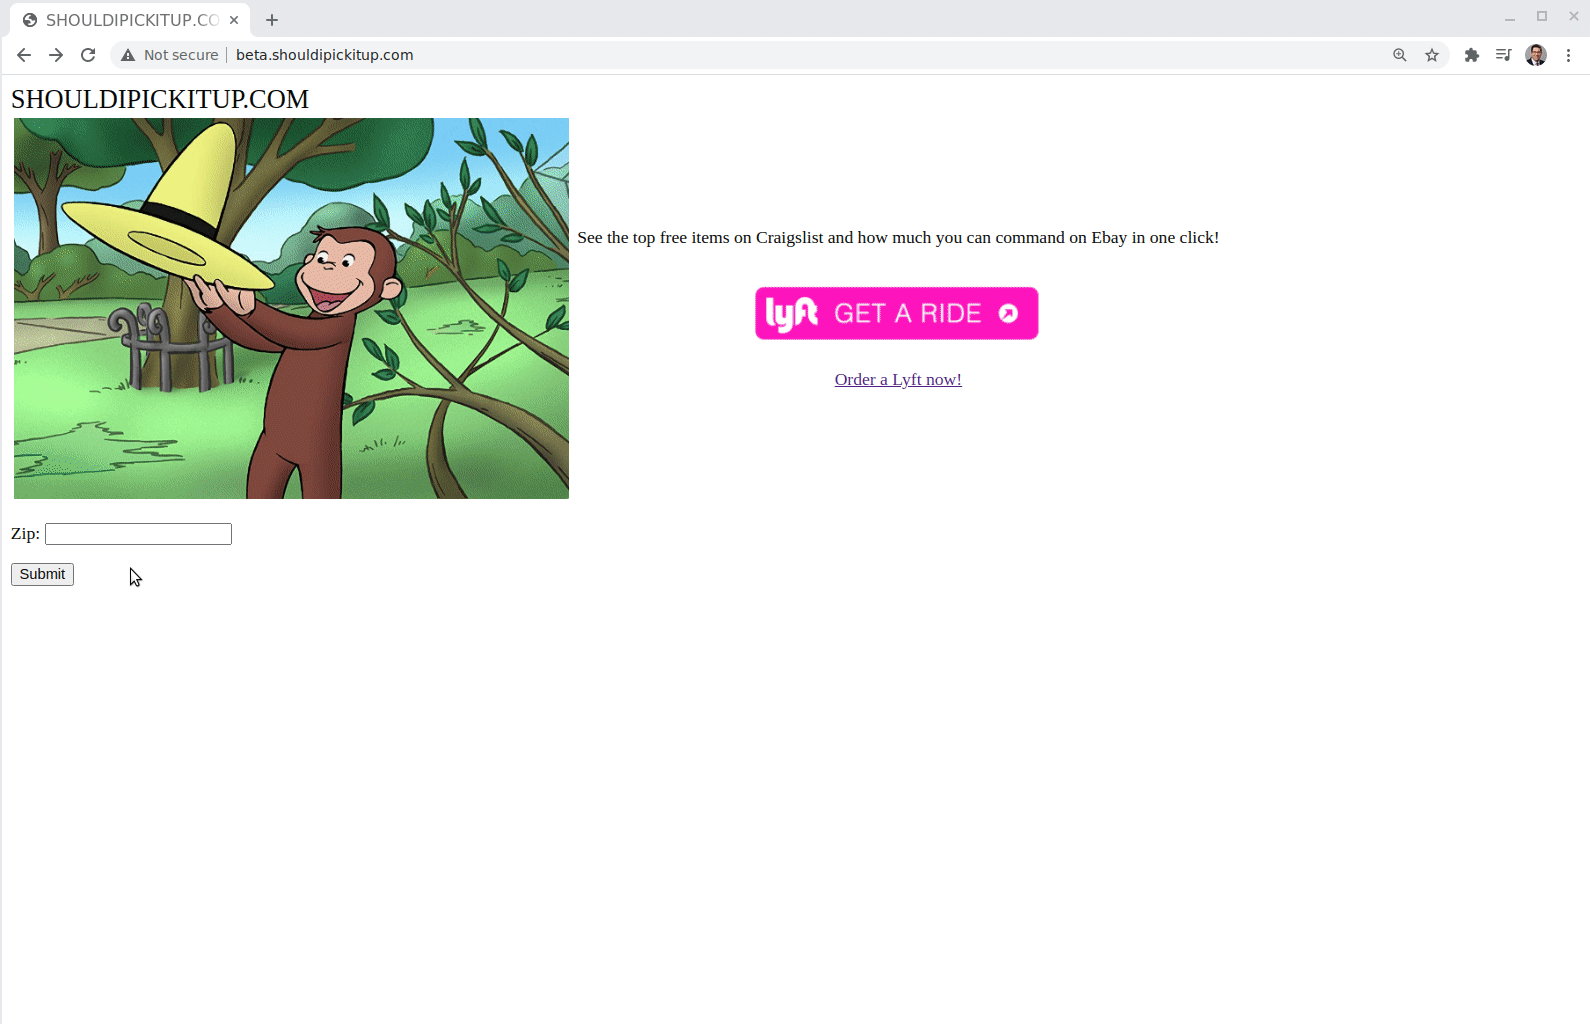 SHOULDIPICKITUP.CO
Not secure
beta.shouldipickitup.com
SHOULDIPICKITUP.COM
See the top free items on Craigslist and how much you can command on Ebay in one click!
lyft GET A RIDE
Order a Lyft now!
Zip:
Submit